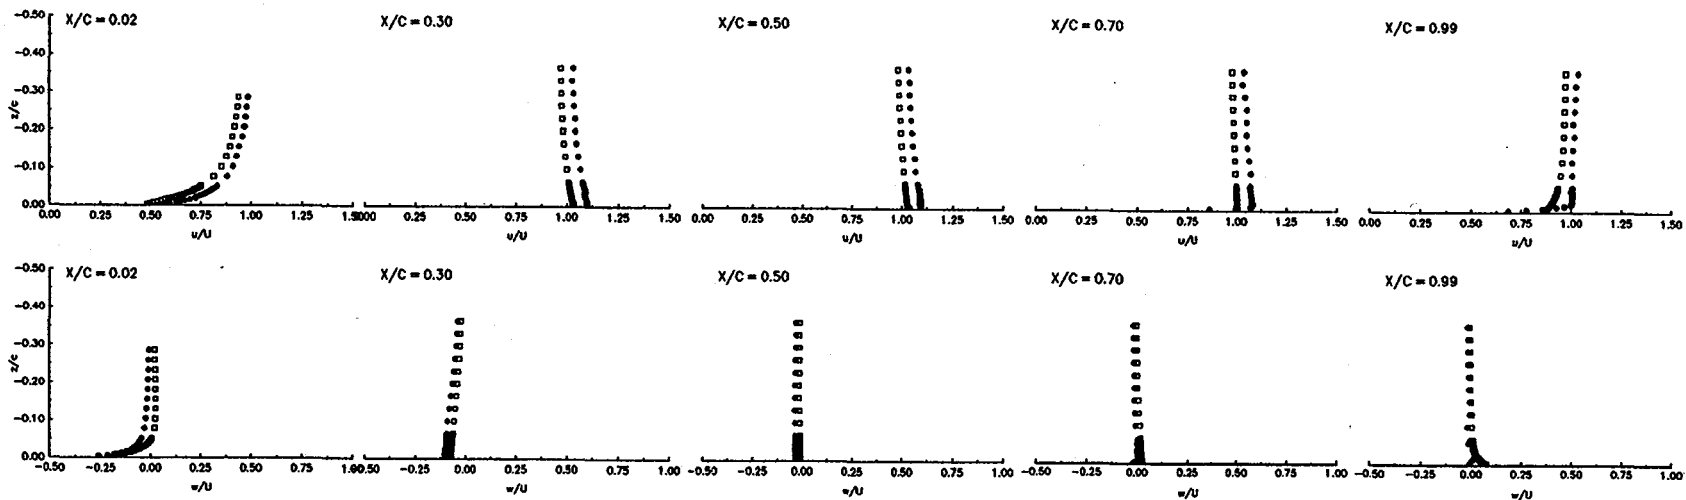 X/C = 0.02
X/C = 0.30
X/C = 0.50
X/C = 0.70
X/C = 0.99
-0.50
-0.40
-0.30
z/c
-0.20
-0.10
0.00
0.00 0.25 0.50 0.75 1.00 1.25
0.25 0.50 0.75 1.00 1.25 1.50
0.00 0.25 0.50 0.75 1.00 1.25 1.50
0.00 0.25 0.50 0.75 1.00 1.25 1.50
0.00 0.25 0.50 0.75 1.00 1.25 1.50
u/U
u/U
u/U
u/U
u/U
X/C = 0.02
X/C = 0.30
X/C = 0.50
X/C = 0.70
X/C = 0.99
-0.50
-0.40
-0.30
z/c
-0.20
-0.10
0.00
-0.50 -0.25 0.00 0.25 0.50 0.75
-0.25 0.00 0.25 0.50 0.75 1.00
-0.50 -0.25 0.00 0.25 0.50 0.75 1.00
-0.50 -0.25 0.00 0.25 0.50 0.75 1.00
-0.50 -0.25 0.00 0.25 0.50 0.75 1.00
w/U
w/U
w/U
w/U
w/U